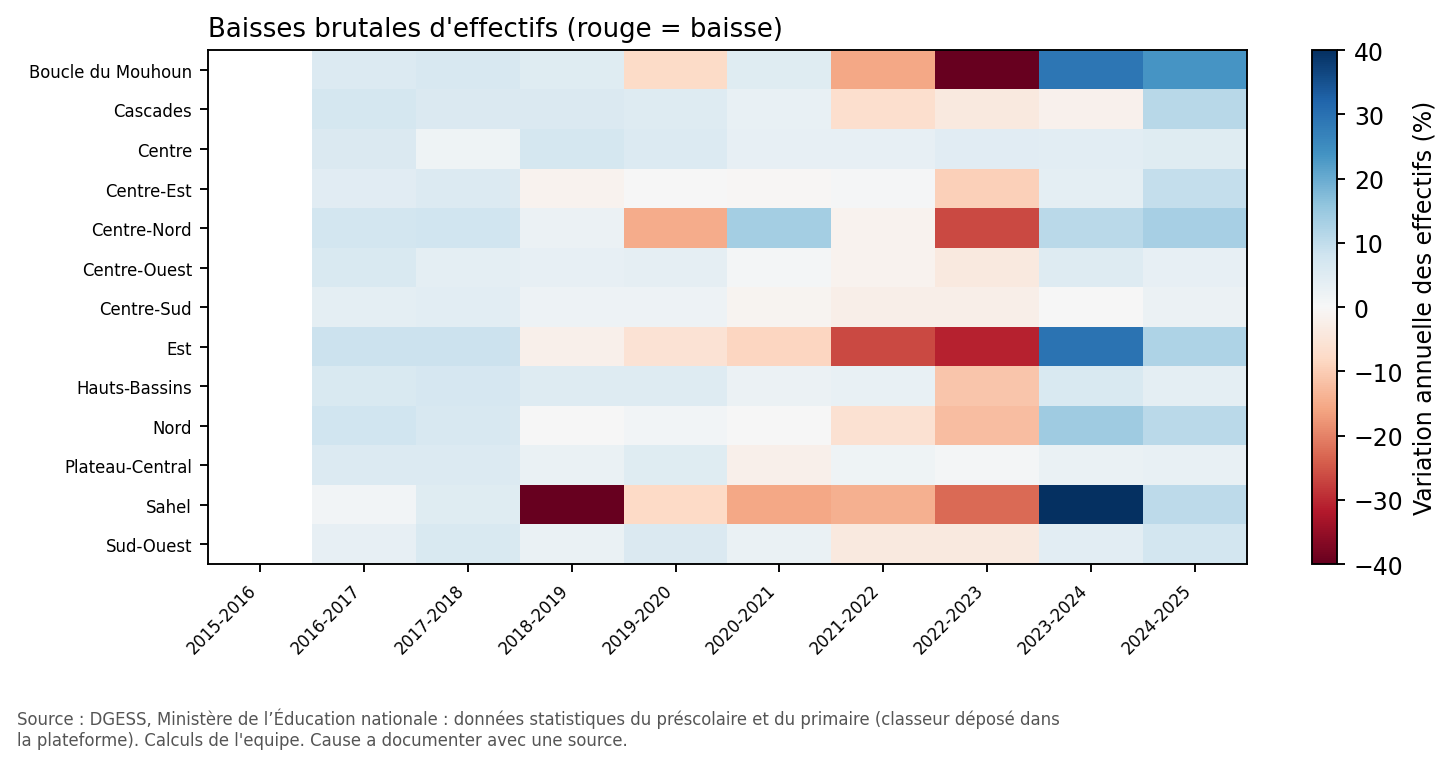 Baisses brutales d'effectifs (rouge = baisse)
Boucle du Mouhoun
Cascades
Centre
Centre-Est
Centre-Nord
Centre-Ouest
Centre-Sud
Est
Hauts-Bassins
Nord
Plateau-Central
Sahel
Sud-Ouest
2015-2016
2016-2017
2017-2018
2018-2019
2019-2020
2020-2021
2021-2022
2022-2023
2023-2024
2024-2025
40
30
20
10
0
−10
−20
−30
−40
Variation annuelle des effectifs (%)
Source : DGESS, Ministère de l’Éducation nationale : données statistiques du préscolaire et du primaire (classeur déposé dans
la plateforme). Calculs de l'equipe. Cause a documenter avec une source.